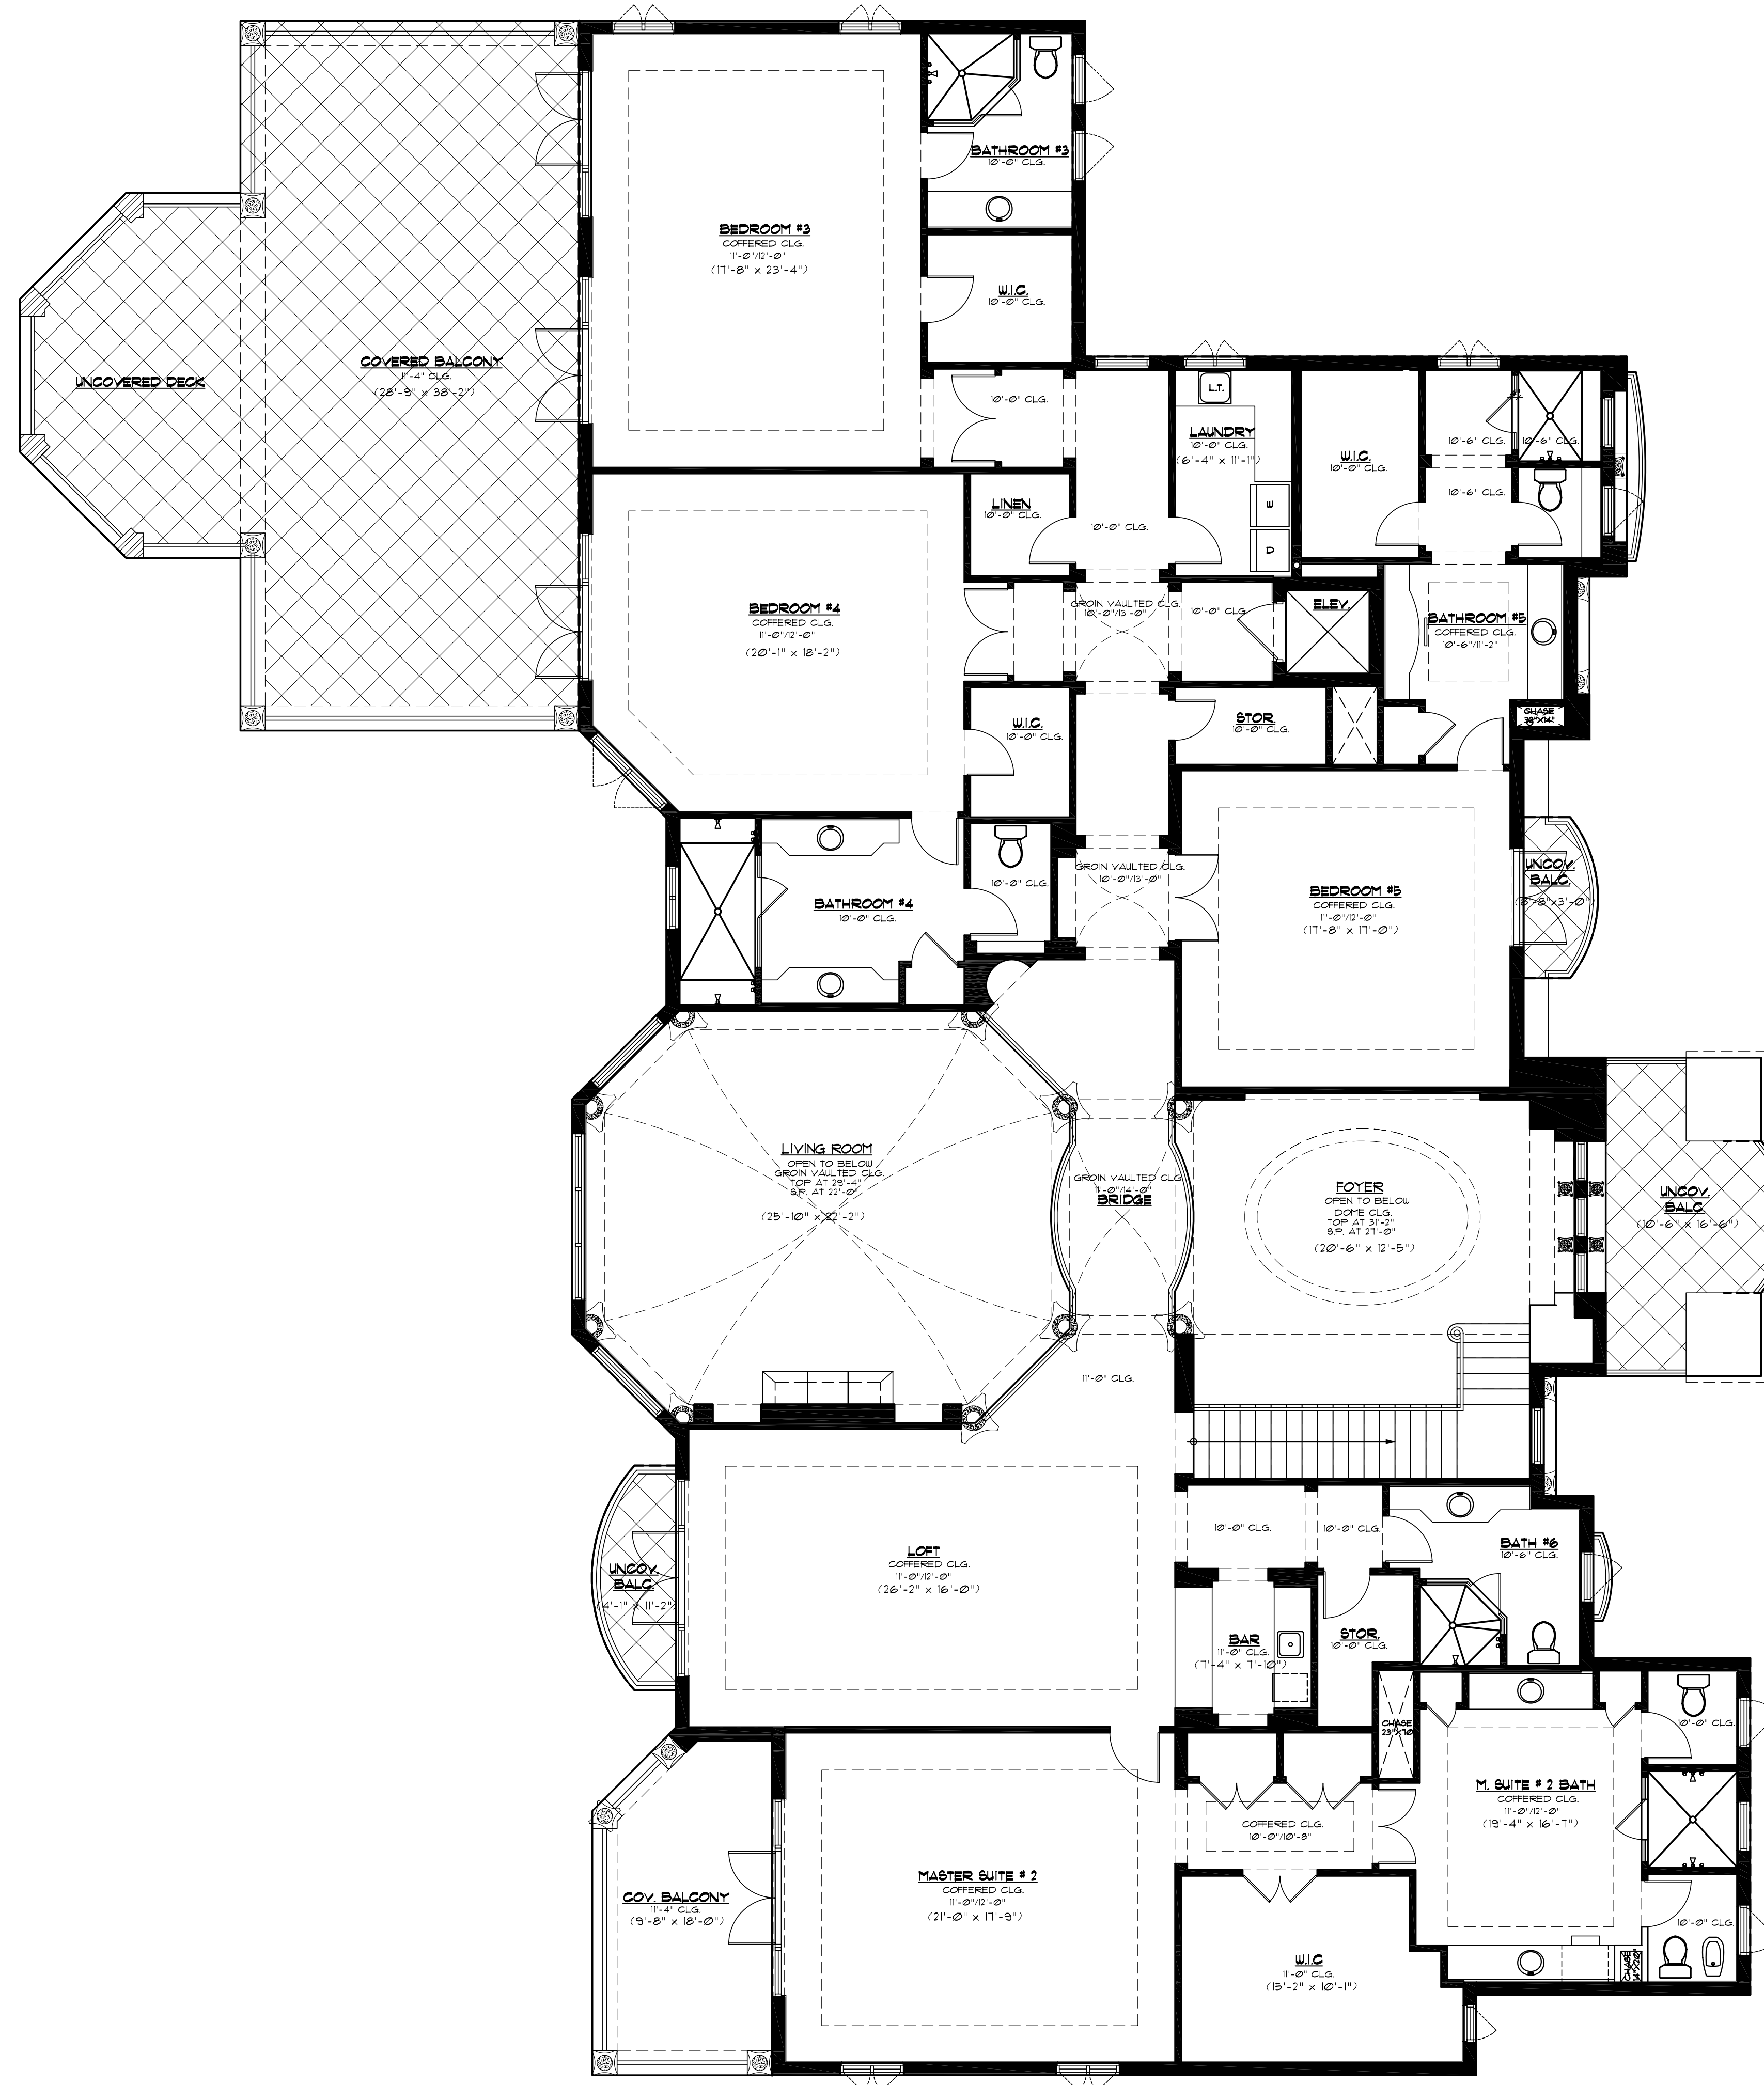 BATHROOM #3
10'-0" CLG.
BEDROOM #3
COFFERED CLG.
11'-0"/12'-0"
(17'-8" x 23'-4")
W.I.C.
10'-0" CLG.
UNCOVERED DECK
COVERED BALCONY
11'-4" CLG.
(28'-9" x 38'-2")
10'-0" CLG.
L.T.
LAUNDRY
10'-0" CLG.
(6'-4" x 11'-1")
W
D
W.I.C.
10'-0" CLG.
10'-6" CLG.
10'-6" CLG.
10'-6" CLG.
LINEN
10'-0" CLG.
10'-0" CLG.
BEDROOM #4
COFFERED CLG.
11'-0"/12'-0"
(20'-1" x 18'-2")
GROIN VAULTED CLG.
10'-0"/13'-0"
10'-0" CLG.
ELEV.
BATHROOM #5
COFFERED CLG.
10'-6"/11'-2"
W.I.C.
10'-0" CLG.
STOR.
10'-0" CLG.
CHASE
BATHROOM #4
10'-0" CLG.
10'-0" CLG.
GROIN VAULTED CLG.
10'-0"/13'-0"
BEDROOM #5
COFFERED CLG.
11'-0"/12'-0"
(17'-8" x 17'-0")
UNCOV.
BALC.
LIVING ROOM
OPEN TO BELOW
GROIN VAULTED CLG.
TOP AT 29'-4"
S.P. AT 22'-0"
(25'-10" x 22'-2")
GROIN VAULTED CLG.
11'-0"/14'-0"
BRIDGE
FOYER
OPEN TO BELOW
DOME CLG.
TOP AT 31'-2"
S.P. AT 27'-0"
(20'-6" x 12'-5")
UNCOV.
BALC.
(10'-6" x 16'-6")
11'-0" CLG.
LOFT
COFFERED CLG.
11'-0"/12'-0"
(26'-2" x 16'-0")
UNCOV.
BALC.
(4'-1" x 11'-2")
10'-0" CLG.
10'-0" CLG.
BATH #6
10'-6" CLG.
BAR
11'-0" CLG.
(7'-4" x 7'-10")
STOR.
10'-0" CLG.
CHASE
10'-0" CLG.
M. SUITE # 2 BATH
COFFERED CLG.
11'-0"/12'-0"
(19'-4" x 16'-7")
COFFERED CLG.
10'-0"/10'-8"
MASTER SUITE # 2
COFFERED CLG.
11'-0"/12'-0"
(21'-0" x 17'-9")
COV. BALCONY
11'-4" CLG.
(9'-8" x 18'-0")
W.I.C
11'-0" CLG.
(15'-2" x 10'-1")
10'-0" CLG.
CHASE